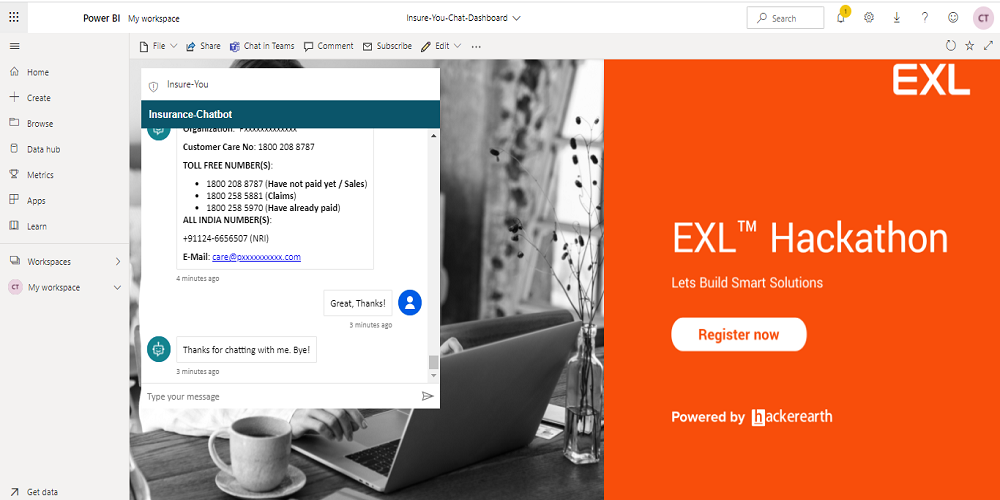 Power BI My workspace
Insure-You-Chat-Dashboard
Search
1
CT
File
Share
Chat in Teams
Comment
Subscribe
Edit
Home
Create
Browse
Data hub
Metrics
Apps
Learn
Workspaces
CT My workspace
Get data
Insure-You
Insurance-Chatbot
Customer Care No: 1800 208 8787
TOLL FREE NUMBER(S):
• 1800 208 8787 (Have not paid yet / Sales)
• 1800 258 5881 (Claims)
• 1800 258 5970 (Have already paid)
ALL INDIA NUMBER(S):
+91124-6656507 (NRI)
E-Mail: care@pxxxxxxxxxx.com
4 minutes ago
Great, Thanks!
3 minutes ago
Thanks for chatting with me. Bye!
3 minutes ago
Type your message
EXL
EXL™ Hackathon
Lets Build Smart Solutions
Register now
Powered by hackerearth